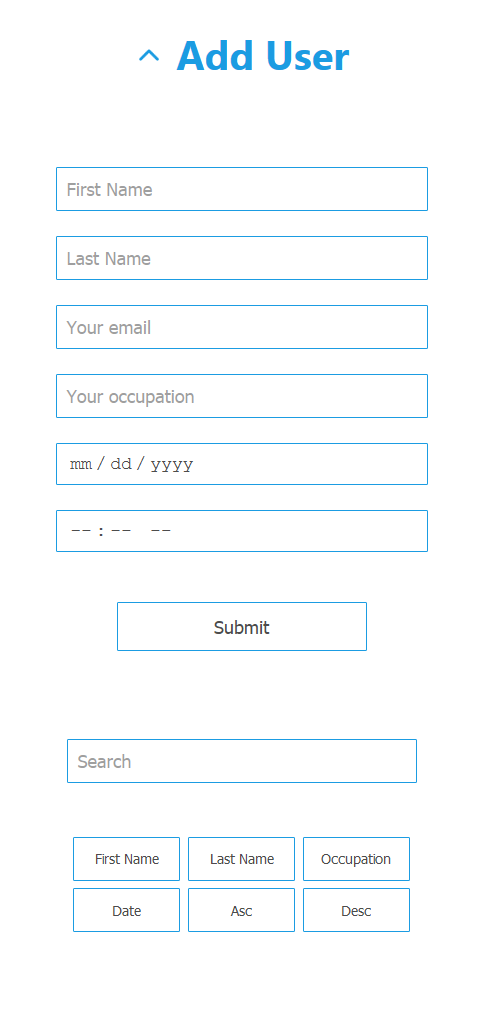 Add User
First Name
Last Name
Your email
Your occupation
mm / dd / yyyy
-- : -- --
Submit
Search
First Name Last Name Occupation
Date Asc Desc